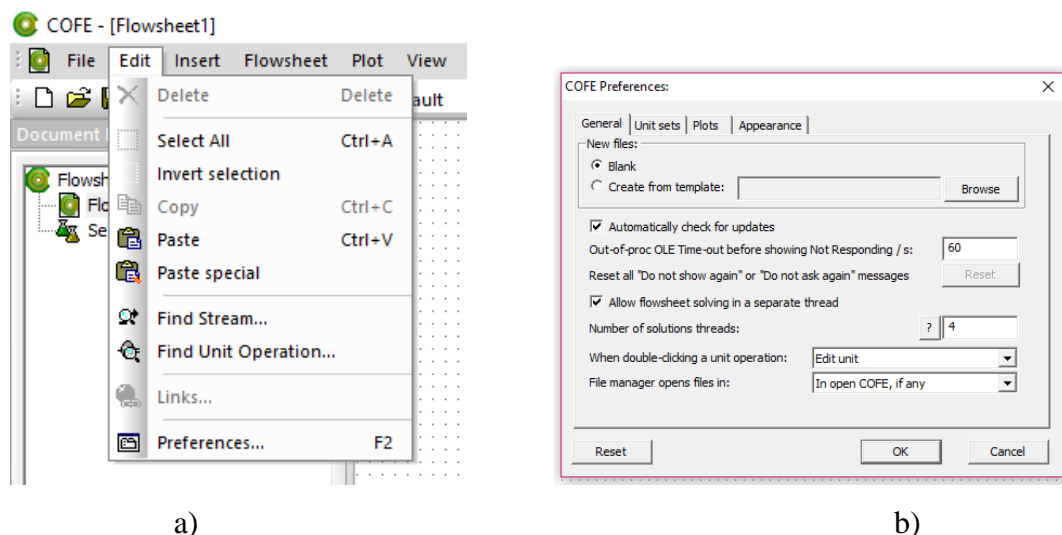 COFE - [Flowsheet1]
File Edit Insert Flowsheet Plot View
Delete Delete
ault
Document
Select All Ctrl+A
Invert selection
Flowsh
Copy Ctrl+C
Flo
Paste Ctrl+V
Se
Paste special
Find Stream...
Find Unit Operation...
Links...
Preferences... F2
a)
COFE Preferences:
General Unit sets Plots Appearance
New files:
Blank
Create from template: Browse
Automatically check for updates
Out-of-proc OLE Time-out before showing Not Responding / s: 60
Reset all "Do not show again" or "Do not ask again" messages Reset
Allow flowsheet solving in a separate thread
Number of solutions threads: ? 4
When double-clicking a unit operation: Edit unit
File manager opens files in: In open COFE, if any
Reset OK Cancel
b)